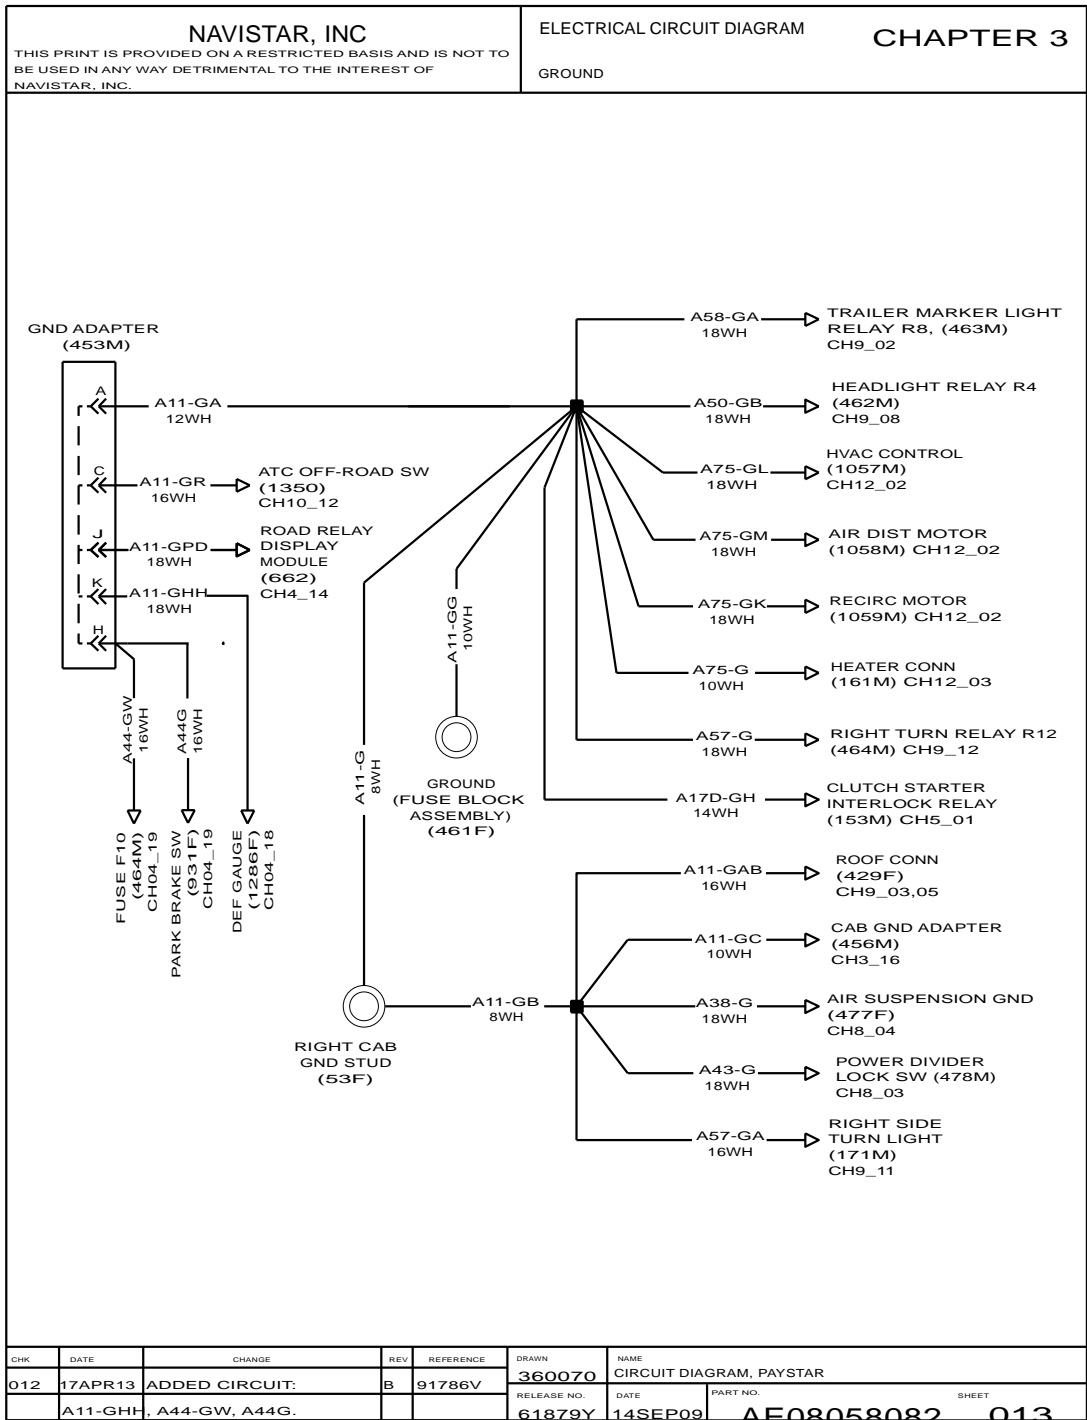 NAVISTAR, INC
THIS PRINT IS PROVIDED ON A RESTRICTED BASIS AND IS NOT TO
BE USED IN ANY WAY DETRIMENTAL TO THE INTEREST OF
NAVISTAR, INC.
ELECTRICAL CIRCUIT DIAGRAM
GROUND
CHAPTER 3
GND ADAPTER
(453M)
A
A11-GA
12WH
C
A11-GR
16WH
ATC OFF-ROAD SW
(1350)
CH10_12
J
A11-GPD
18WH
ROAD RELAY
DISPLAY
MODULE
(662)
CH4_14
K
A11-GHH
18WH
H
A44-GW
16WH
A44G
16WH
FUSE F10
(464M)
CH04_19
PARK BRAKE SW
(931F)
CH04_19
DEF GAUGE
(1286F)
CH04_18
A11-G
8WH
A11-GG
10WH
GROUND
(FUSE BLOCK
ASSEMBLY)
(461F)
RIGHT CAB
GND STUD
(53F)
A11-GB
8WH
A58-GA
18WH
TRAILER MARKER LIGHT
RELAY R8, (463M)
CH9_02
A50-GB
18WH
HEADLIGHT RELAY R4
(462M)
CH9_08
A75-GL
18WH
HVAC CONTROL
(1057M)
CH12_02
A75-GM
18WH
AIR DIST MOTOR
(1058M) CH12_02
A75-GK
18WH
RECIRC MOTOR
(1059M) CH12_02
A75-G
10WH
HEATER CONN
(161M) CH12_03
A57-G
18WH
RIGHT TURN RELAY R12
(464M) CH9_12
A17D-GH
14WH
CLUTCH STARTER
INTERLOCK RELAY
(153M) CH5_01
A11-GAB
16WH
ROOF CONN
(429F)
CH9_03,05
A11-GC
10WH
CAB GND ADAPTER
(456M)
CH3_16
A38-G
18WH
AIR SUSPENSION GND
(477F)
CH8_04
A43-G
18WH
POWER DIVIDER
LOCK SW (478M)
CH8_03
A57-GA
16WH
RIGHT SIDE
TURN LIGHT
(171M)
CH9_11
CHK DATE CHANGE REV REFERENCE
012 17APR13 ADDED CIRCUIT: B 91786V
A11-GHH, A44-GW, A44G.
DRAWN
360070
NAME
CIRCUIT DIAGRAM, PAYSTAR
RELEASE NO.
61879Y
DATE
14SEP09
PART NO.
AE08058082
SHEET
013